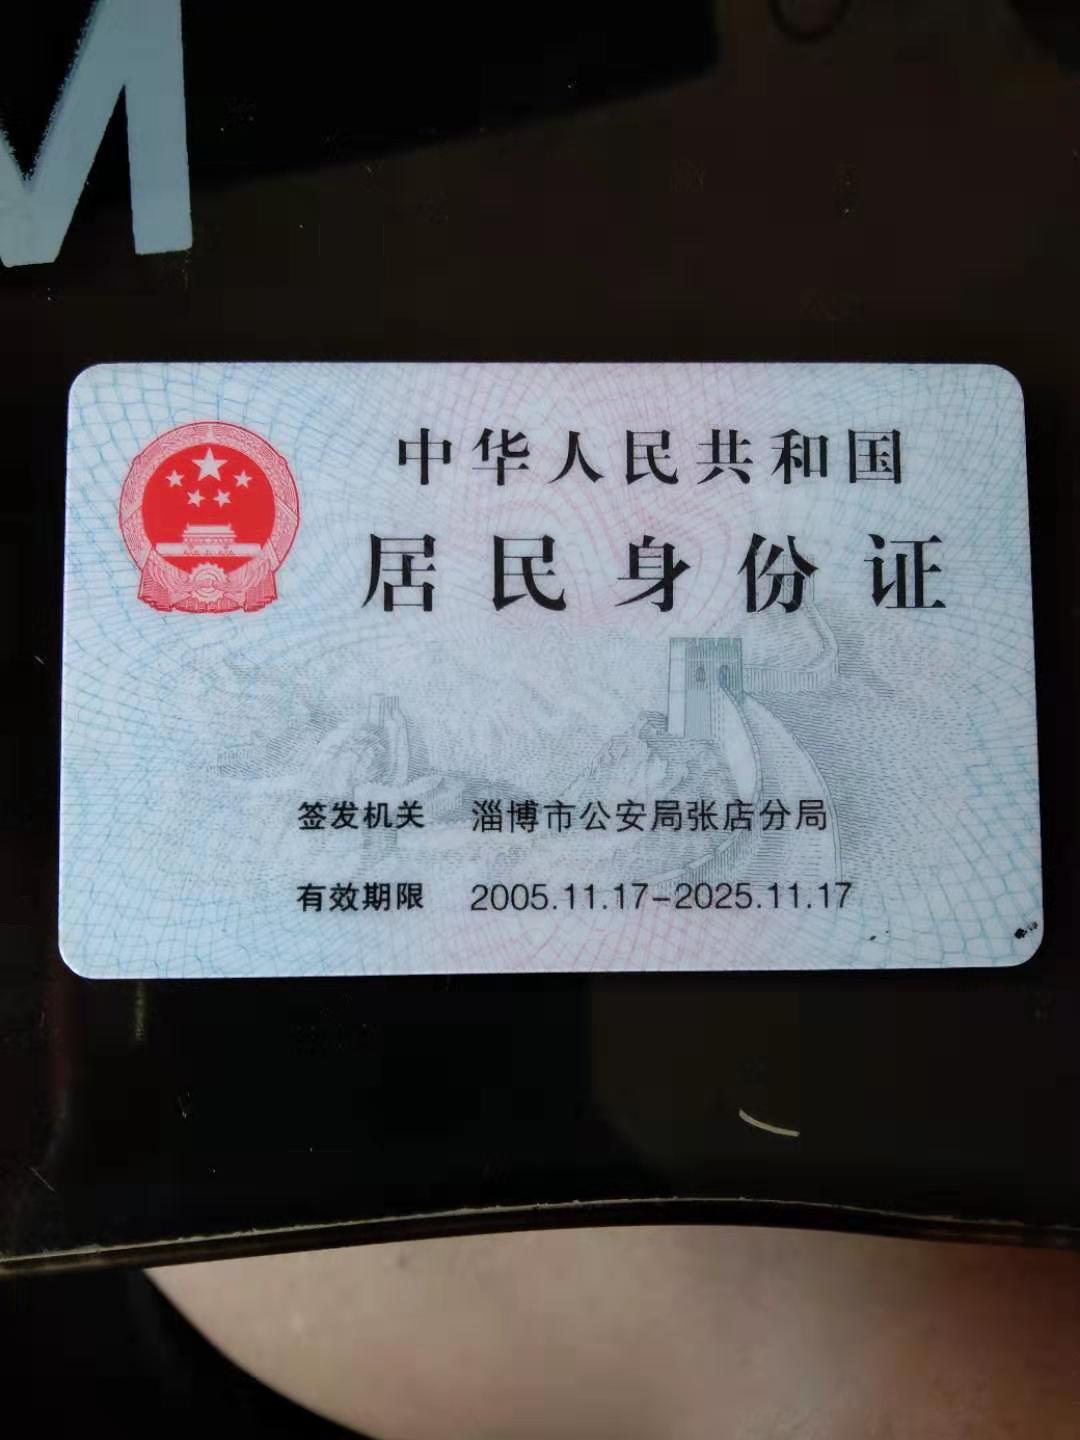 M
中华人民共和国
居民身份证
签发机关 淄博市公安局张店分局
有效期限 2005.11.17-2025.11.17